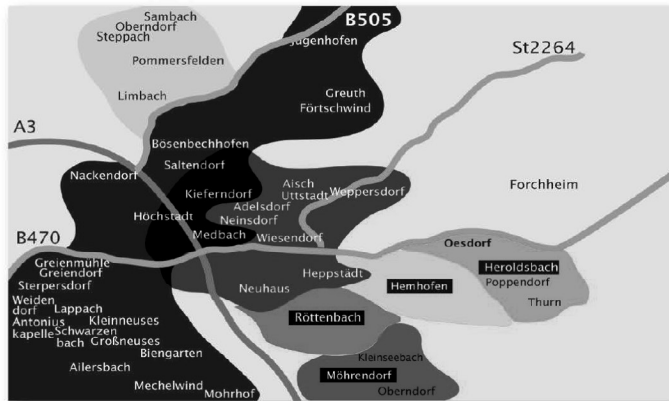 Sambach
Oberndorf
Steppach
Pommersfelden
Limbach
B505
Jugenhofen
Greuth
Förtschwind
St2264
A3
Bösenbechhofen
Saltendorf
Nackendorf
Kieferndorf
Aisch
Uttstadt
Weppersdorf
Forchheim
Höchstadt
Adelsdorf
Neinsdorf
Medbach
Wiesendorf
B470
Oesdorf
Greienmühle
Greiendorf
Sterpersdorf
Heppstädt
Heroldsbach
Poppendorf
Neuhaus
Hemhofen
Thurn
Weiden
dorf
Lappach
Antonius
kapelle
Kleinneuses
Schwarzen
bach
Großneuses
Röttenbach
Biengarten
Kleinseebach
Ailersbach
Möhrendorf
Mechelwind
Mohrhof
Oberndorf